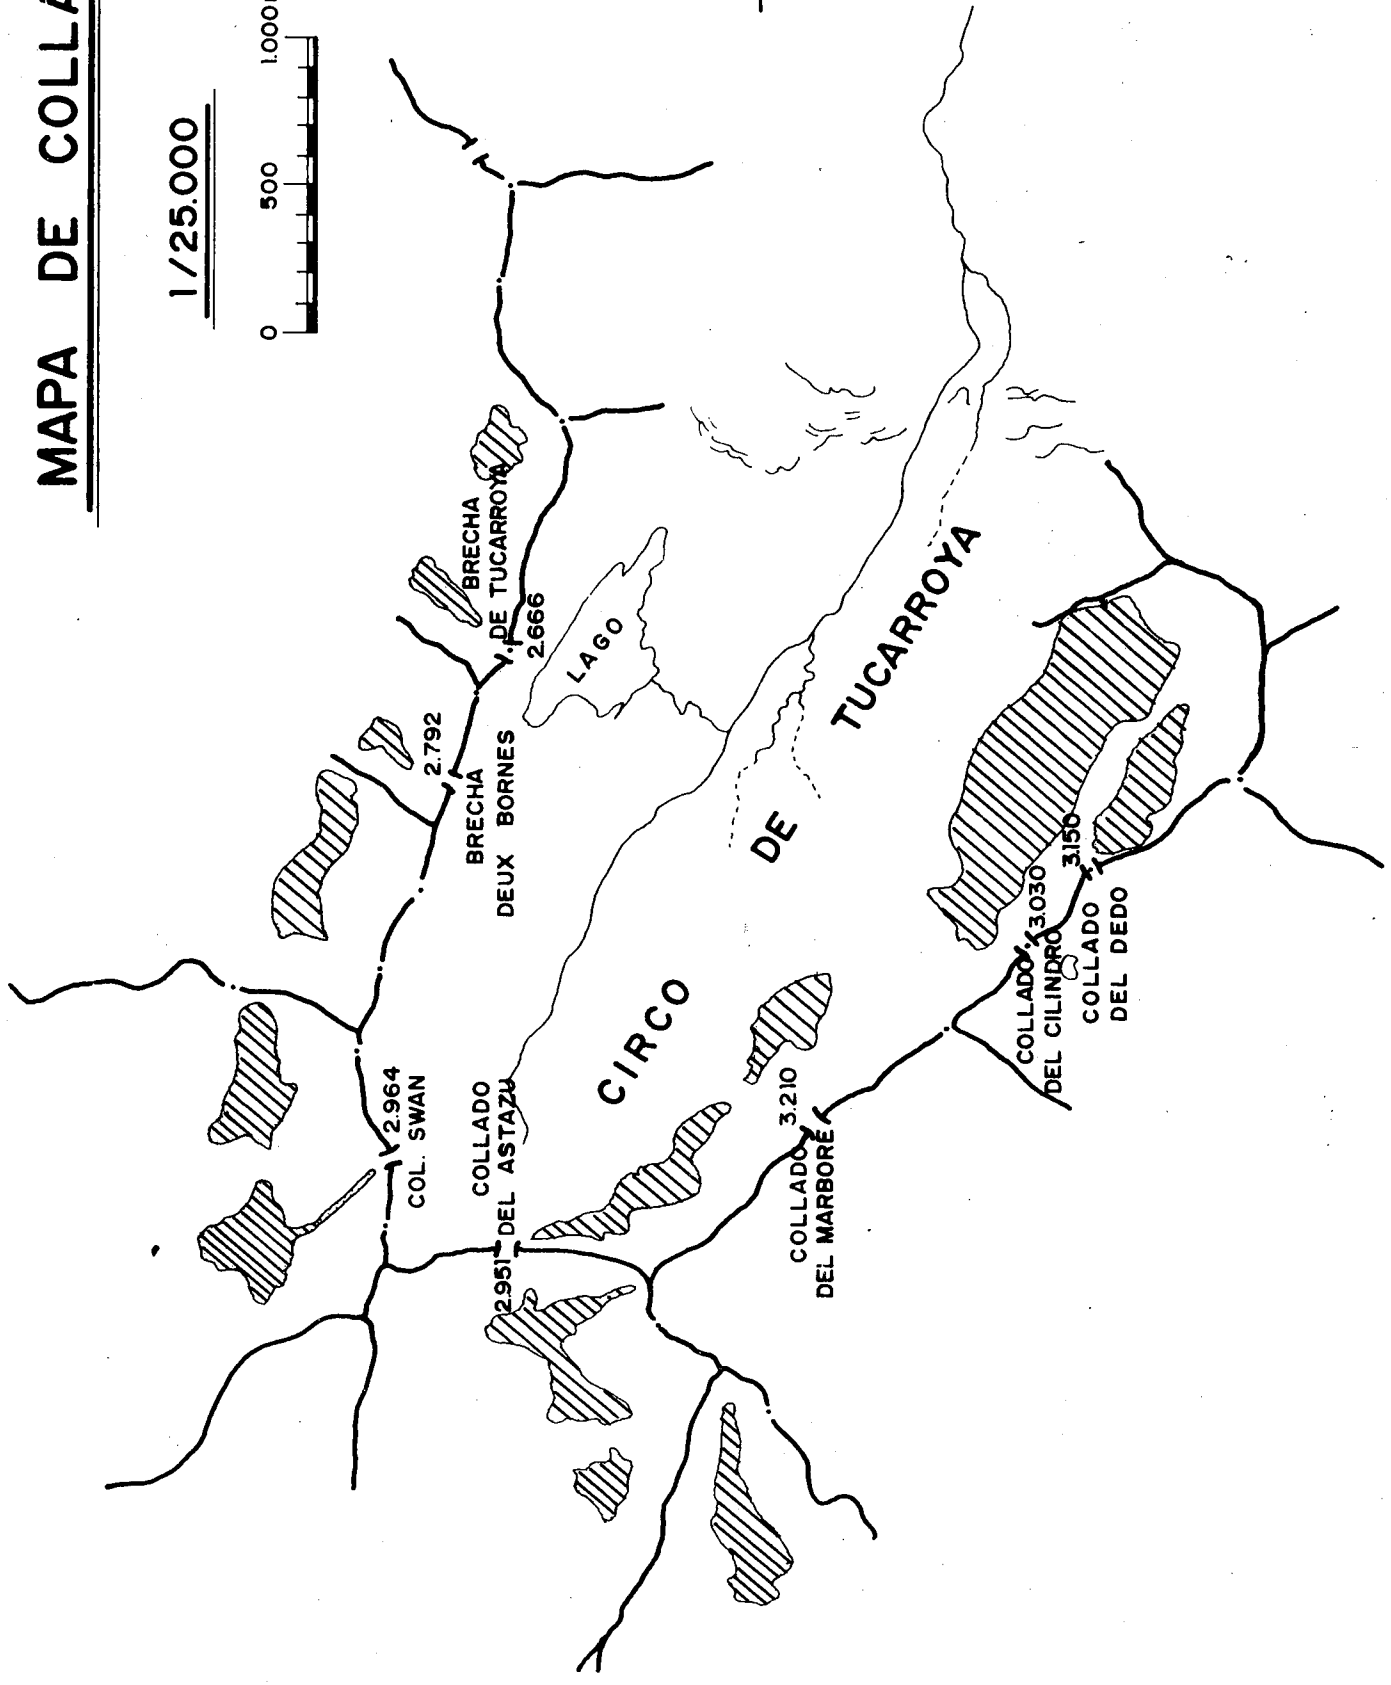 MAPA DE COLLA
1/25.000
0 500 1.000
BRECHA
DE TUCARROYA
2.666
LAGO
2.792
BRECHA
DEUX BORNES
2.964
COL. SWAN
COLLADO
DEL ASTAZU
2.951
CIRCO
DE
TUCARROYA
3.210
COLLADO
DEL MARBORÉ
3.030
COLLADO
DEL CILINDRO
3.150
COLLADO
DEL DEDO